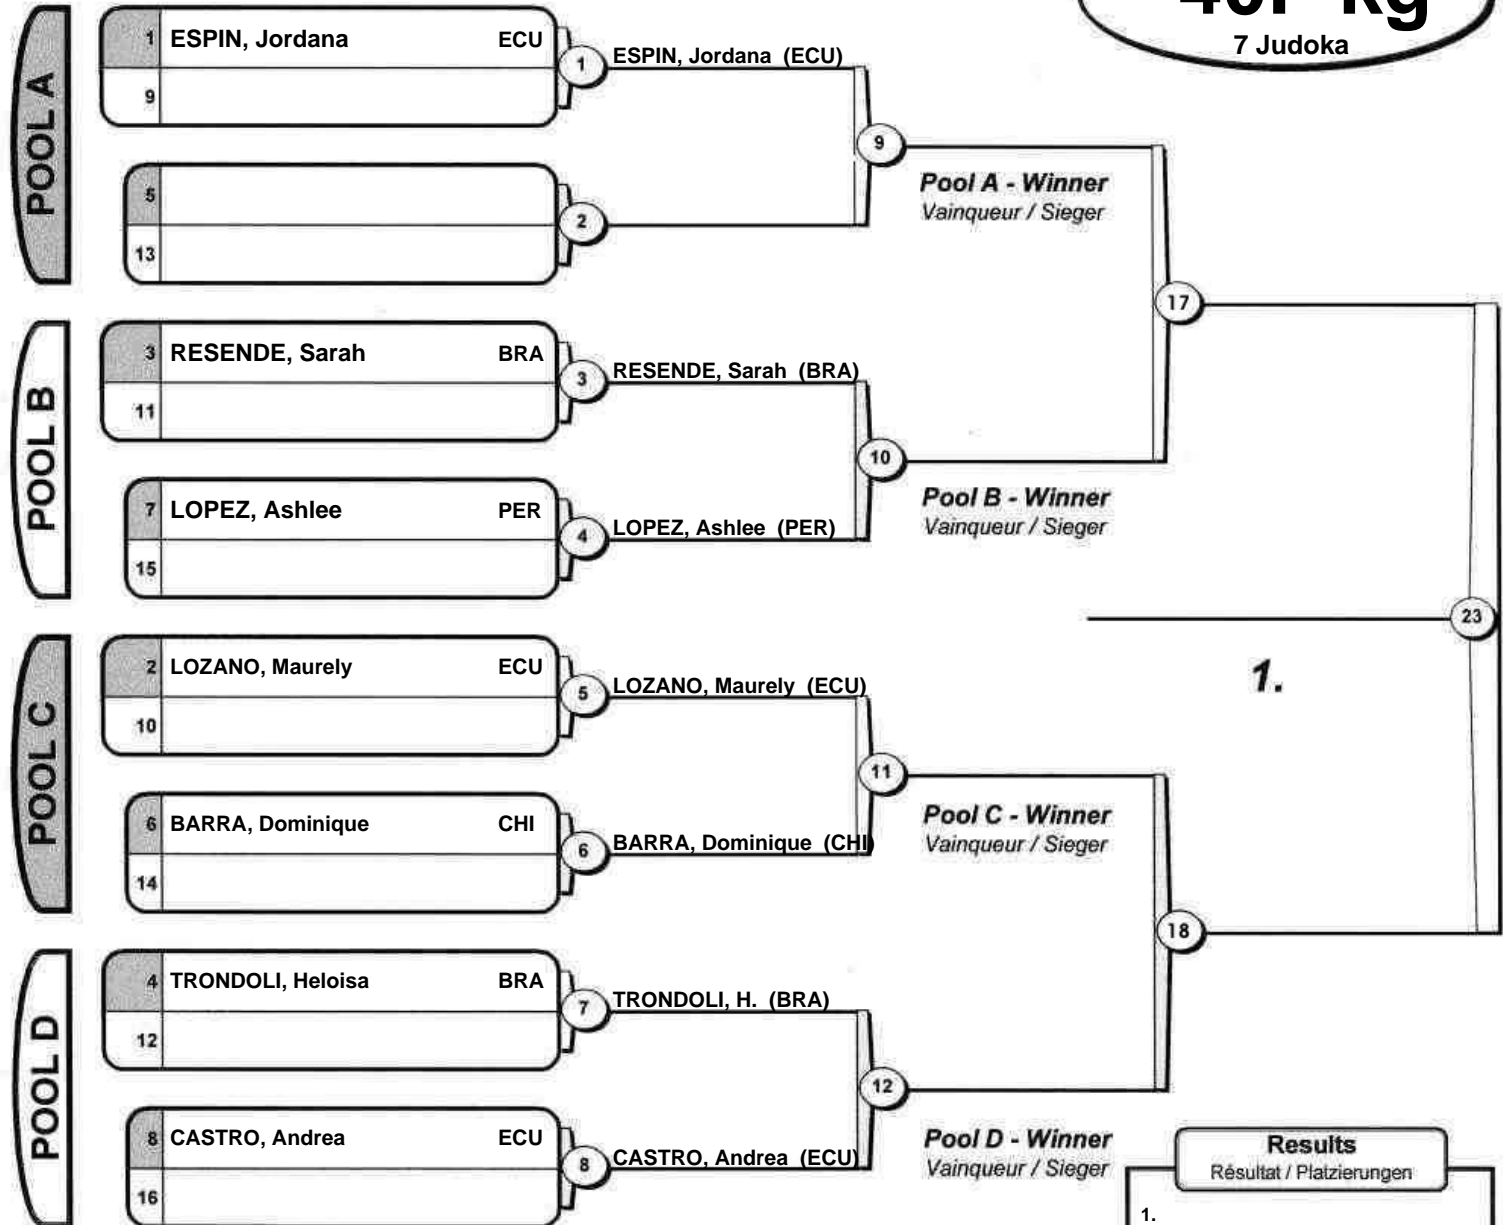 7 Judoka
POOL A
1 ESPIN, Jordana ECU
9
1
ESPIN, Jordana (ECU)
5
13
2
9
Pool A - Winner
Vainqueur / Sieger
POOL B
3 RESENDE, Sarah BRA
11
3
RESENDE, Sarah (BRA)
7 LOPEZ, Ashlee PER
15
4
LOPEZ, Ashlee (PER)
10
Pool B - Winner
Vainqueur / Sieger
17
POOL C
2 LOZANO, Maurely ECU
10
5
LOZANO, Maurely (ECU)
6 BARRA, Dominique CHI
14
6
BARRA, Dominique (CHI)
11
Pool C - Winner
Vainqueur / Sieger
POOL D
4 TRONDOLI, Heloisa BRA
12
7
TRONDOLI, H. (BRA)
8 CASTRO, Andrea ECU
16
8
CASTRO, Andrea (ECU)
12
Pool D - Winner
Vainqueur / Sieger
18
23
1.
Results
Résultat / Platzierungen
1.